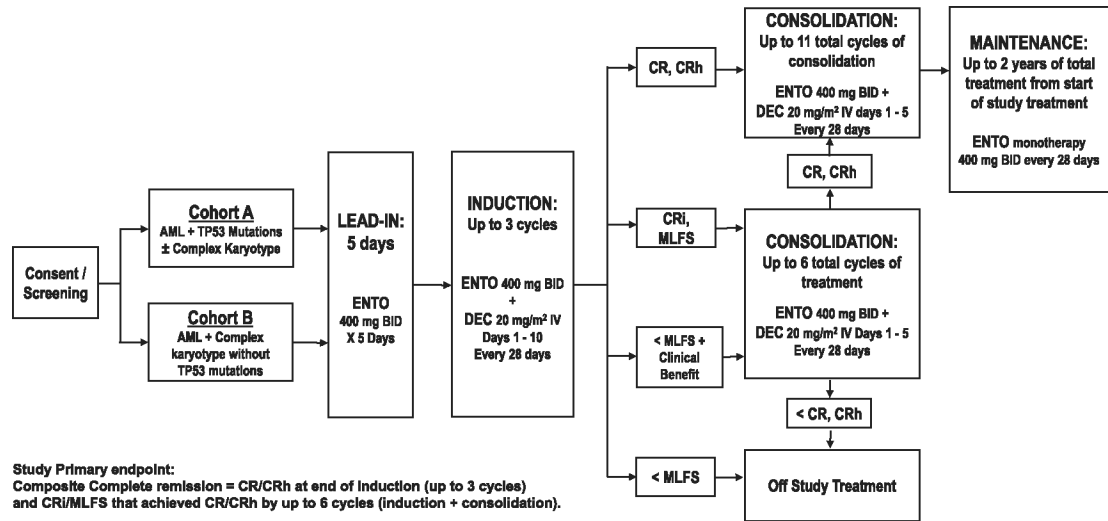 Consent /
Screening
Cohort A
AML + TP53 Mutations
± Complex Karyotype
Cohort B
AML + Complex
karyotype without
TP53 mutations
LEAD-IN:
5 days
ENTO
400 mg BID
X 5 Days
INDUCTION:
Up to 3 cycles
ENTO 400 mg BID
+
DEC 20 mg/m² IV
Days 1 - 10
Every 28 days
CR, CRh
CRi,
MLFS
< MLFS +
Clinical
Benefit
< MLFS
CONSOLIDATION:
Up to 11 total cycles of
consolidation
ENTO 400 mg BID +
DEC 20 mg/m² IV days 1 - 5
Every 28 days
CR, CRh
CONSOLIDATION:
Up to 6 total cycles of
treatment
ENTO 400 mg BID +
DEC 20 mg/m² IV Days 1 - 5
Every 28 days
< CR, CRh
Off Study Treatment
MAINTENANCE:
Up to 2 years of total
treatment from start
of study treatment
ENTO monotherapy
400 mg BID every 28 days
Study Primary endpoint:
Composite Complete remission = CR/CRh at end of induction (up to 3 cycles)
and CRi/MLFS that achieved CR/CRh by up to 6 cycles (induction + consolidation).